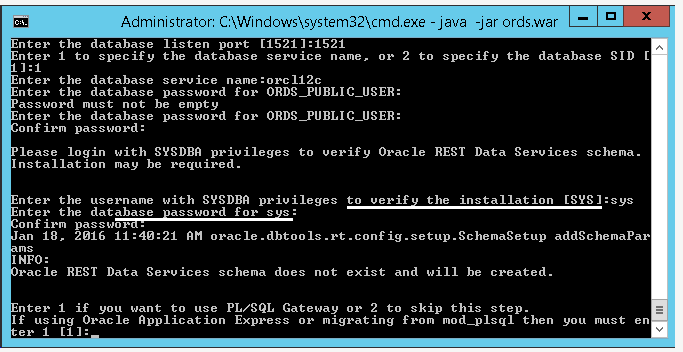 Administrator: C:\Windows\system32\cmd.exe - java -jar ords.war
Enter the database listen port [1521]:1521
Enter 1 to specify the database service name, or 2 to specify the database SID [
1]:1
Enter the database service name:orcl12c
Enter the database password for ORDS_PUBLIC_USER:
Password must not be empty
Enter the database password for ORDS_PUBLIC_USER:
Confirm password:
Please login with SYSDBA privileges to verify Oracle REST Data Services schema.
Installation may be required.
Enter the username with SYSDBA privileges to verify the installation [SYS]:sys
Enter the database password for sys:
Confirm password:
Jan 18, 2016 11:40:21 AM oracle.dbtools.rt.config.setup.SchemaSetup addSchemaPar
ams
INFO:
Oracle REST Data Services schema does not exist and will be created.
Enter 1 if you want to use PL/SQL Gateway or 2 to skip this step.
If using Oracle Application Express or migrating from mod_plsql then you must en
ter 1 [1]:_